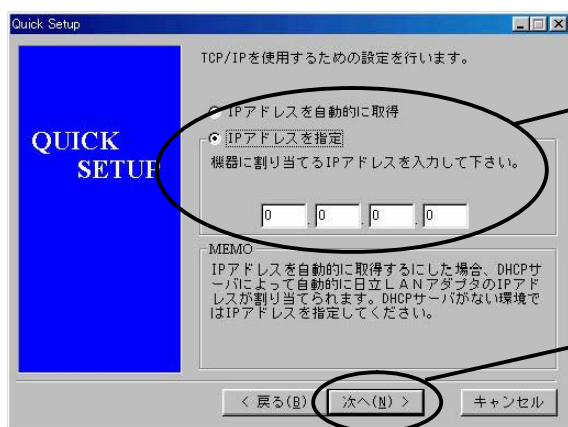 Quick Setup
TCP/IPを使用するための設定を行います。
IPアドレスを自動的に取得
QUICK
SETUP
IPアドレスを指定
機器に割り当てるIPアドレスを入力して下さい。
0 . 0 . 0 . 0
MEMO
IPアドレスを自動的に取得するにした場合、DHCPサ
ーバによって自動的に日立LANアダプタのIPアド
レスが割り当てられます。DHCPサーバがない環境で
はIPアドレスを指定してください。
< 戻る(B) 次へ(N) > キャンセル